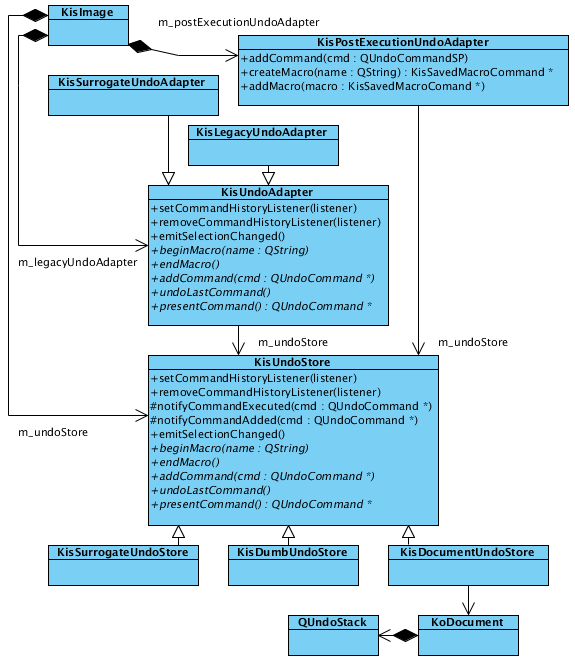 KisImage
m_postExecutionUndoAdapter
KisPostExecutionUndoAdapter
+addCommand(cmd : QUndoCommandSP)
+createMacro(name : QString) : KisSavedMacroCommand *
+addMacro(macro : KisSavedMacroComand *)
KisSurrogateUndoAdapter
KisLegacyUndoAdapter
KisUndoAdapter
+setCommandHistoryListener(listener)
+removeCommandHistoryListener(listener)
+emitSelectionChanged()
+beginMacro(name : QString)
+endMacro()
+addCommand(cmd : QUndoCommand *)
+undoLastCommand()
+presentCommand() : QUndoCommand *
m_legacyUndoAdapter
m_undoStore
m_undoStore
KisUndoStore
+setCommandHistoryListener(listener)
+removeCommandHistoryListener(listener)
#notifyCommandExecuted(cmd : QUndoCommand *)
#notifyCommandAdded(cmd : QUndoCommand *)
+emitSelectionChanged()
+beginMacro(name : QString)
+endMacro()
+addCommand(cmd : QUndoCommand *)
+undoLastCommand()
+presentCommand() : QUndoCommand *
m_undoStore
KisSurrogateUndoStore
KisDumbUndoStore
KisDocumentUndoStore
QUndoStack
KoDocument